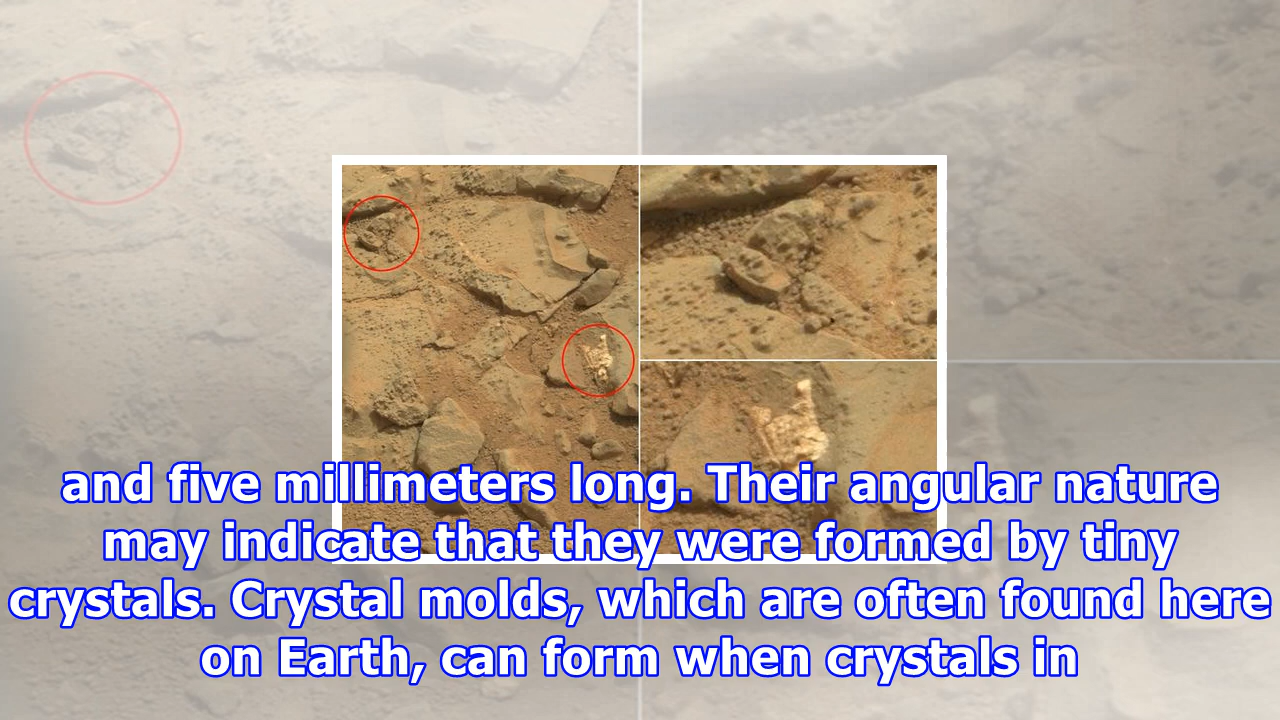 and five millimeters long. Their angular nature
may indicate that they were formed by tiny
crystals. Crystal molds, which are often found here
on Earth, can form when crystals in